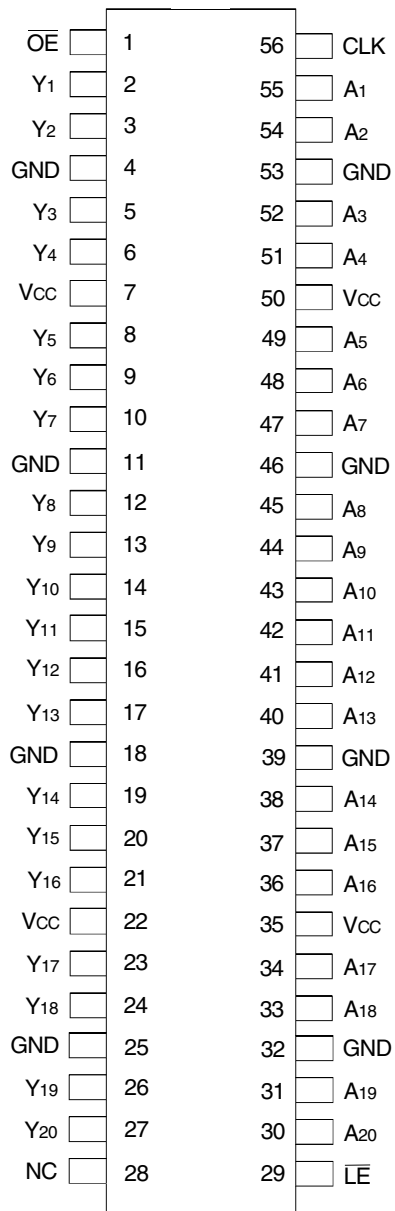 O̅E̅ 1 56 CLK
Y1 2 55 A1
Y2 3 54 A2
GND 4 53 GND
Y3 5 52 A3
Y4 6 51 A4
VCC 7 50 VCC
Y5 8 49 A5
Y6 9 48 A6
Y7 10 47 A7
GND 11 46 GND
Y8 12 45 A8
Y9 13 44 A9
Y10 14 43 A10
Y11 15 42 A11
Y12 16 41 A12
Y13 17 40 A13
GND 18 39 GND
Y14 19 38 A14
Y15 20 37 A15
Y16 21 36 A16
VCC 22 35 VCC
Y17 23 34 A17
Y18 24 33 A18
GND 25 32 GND
Y19 26 31 A19
Y20 27 30 A20
NC 28 29 L̅E̅